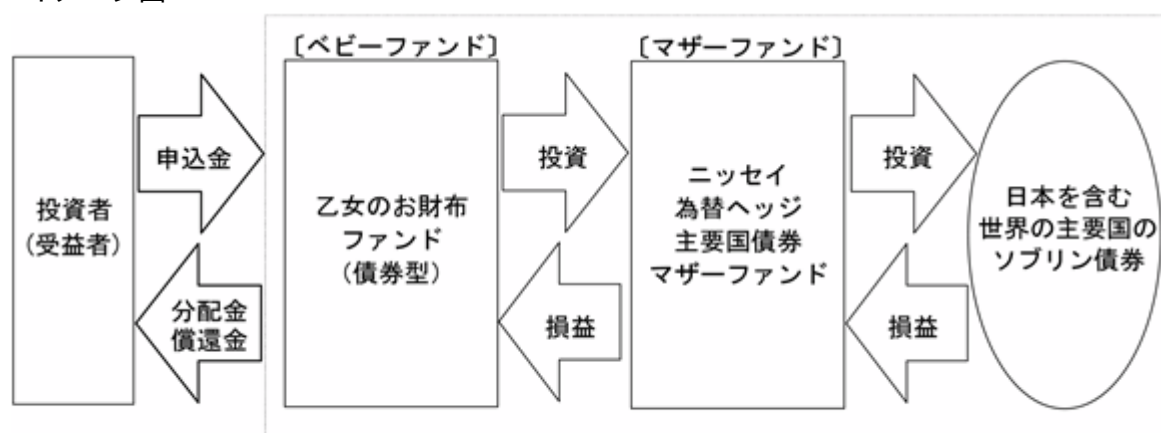 〔ベビーファンド〕
〔マザーファンド〕
投資者
（受益者）
申込金
分配金
償還金
乙女のお財布
ファンド
（債券型）
投資
損益
ニッセイ
為替ヘッジ
主要国債券
マザーファンド
投資
損益
日本を含む
世界の主要国の
ソブリン債券